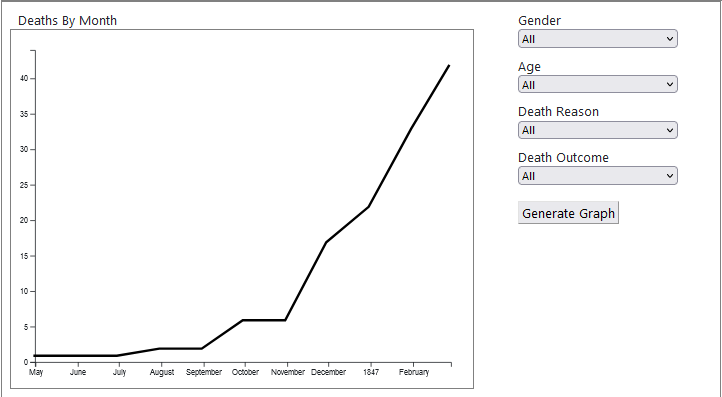 Deaths By Month
40
35
30
25
20
15
10
5
0
May June July August September October November December 1847 February
Gender
All
Age
All
Death Reason
All
Death Outcome
All
Generate Graph